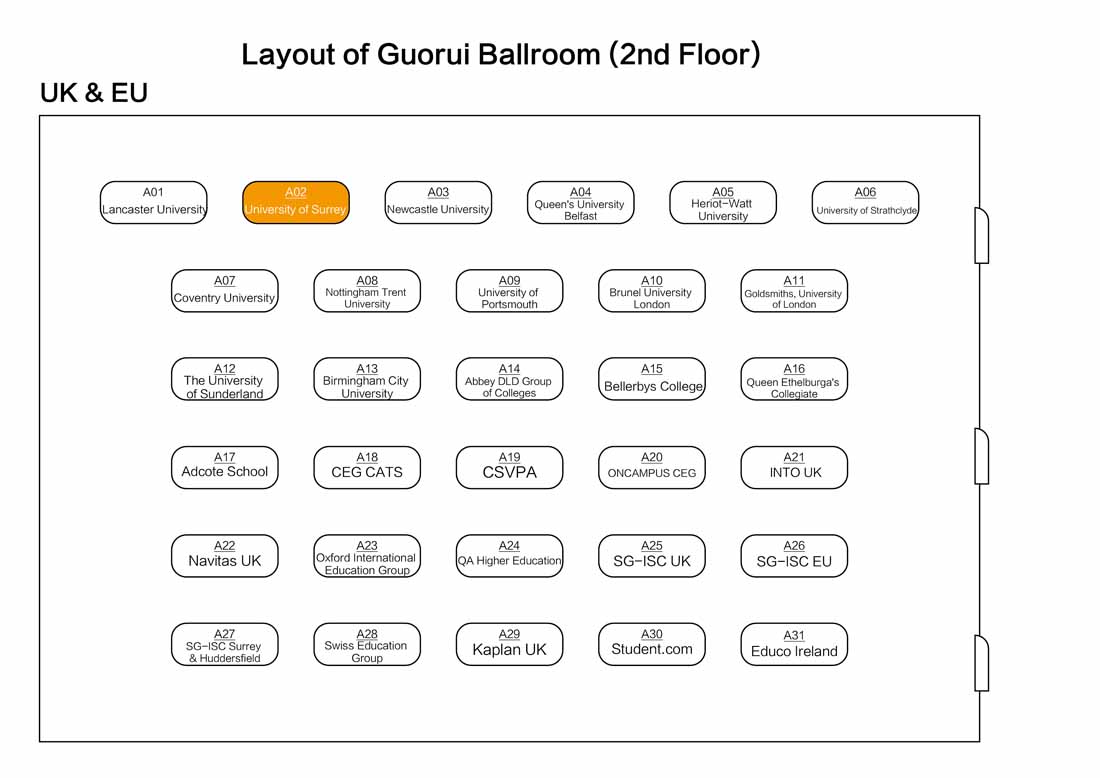 Layout of Guorui Ballroom (2nd Floor)
UK & EU
A01
Lancaster University
A02
University of Surrey
A03
Newcastle University
A04
Queen's University
Belfast
A05
Heriot-Watt
University
A06
University of Strathclyde
A07
Coventry University
A08
Nottingham Trent
University
A09
University of
Portsmouth
A10
Brunel University
London
A11
Goldsmiths, University
of London
A12
The University
of Sunderland
A13
Birmingham City
University
A14
Abbey DLD Group
of Colleges
A15
Bellerbys College
A16
Queen Ethelburga's
Collegiate
A17
Adcote School
A18
CEG CATS
A19
CSVPA
A20
ONCAMPUS CEG
A21
INTO UK
A22
Navitas UK
A23
Oxford International
Education Group
A24
QA Higher Education
A25
SG-ISC UK
A26
SG-ISC EU
A27
SG-ISC Surrey
& Huddersfield
A28
Swiss Education
Group
A29
Kaplan UK
A30
Student.com
A31
Educo Ireland